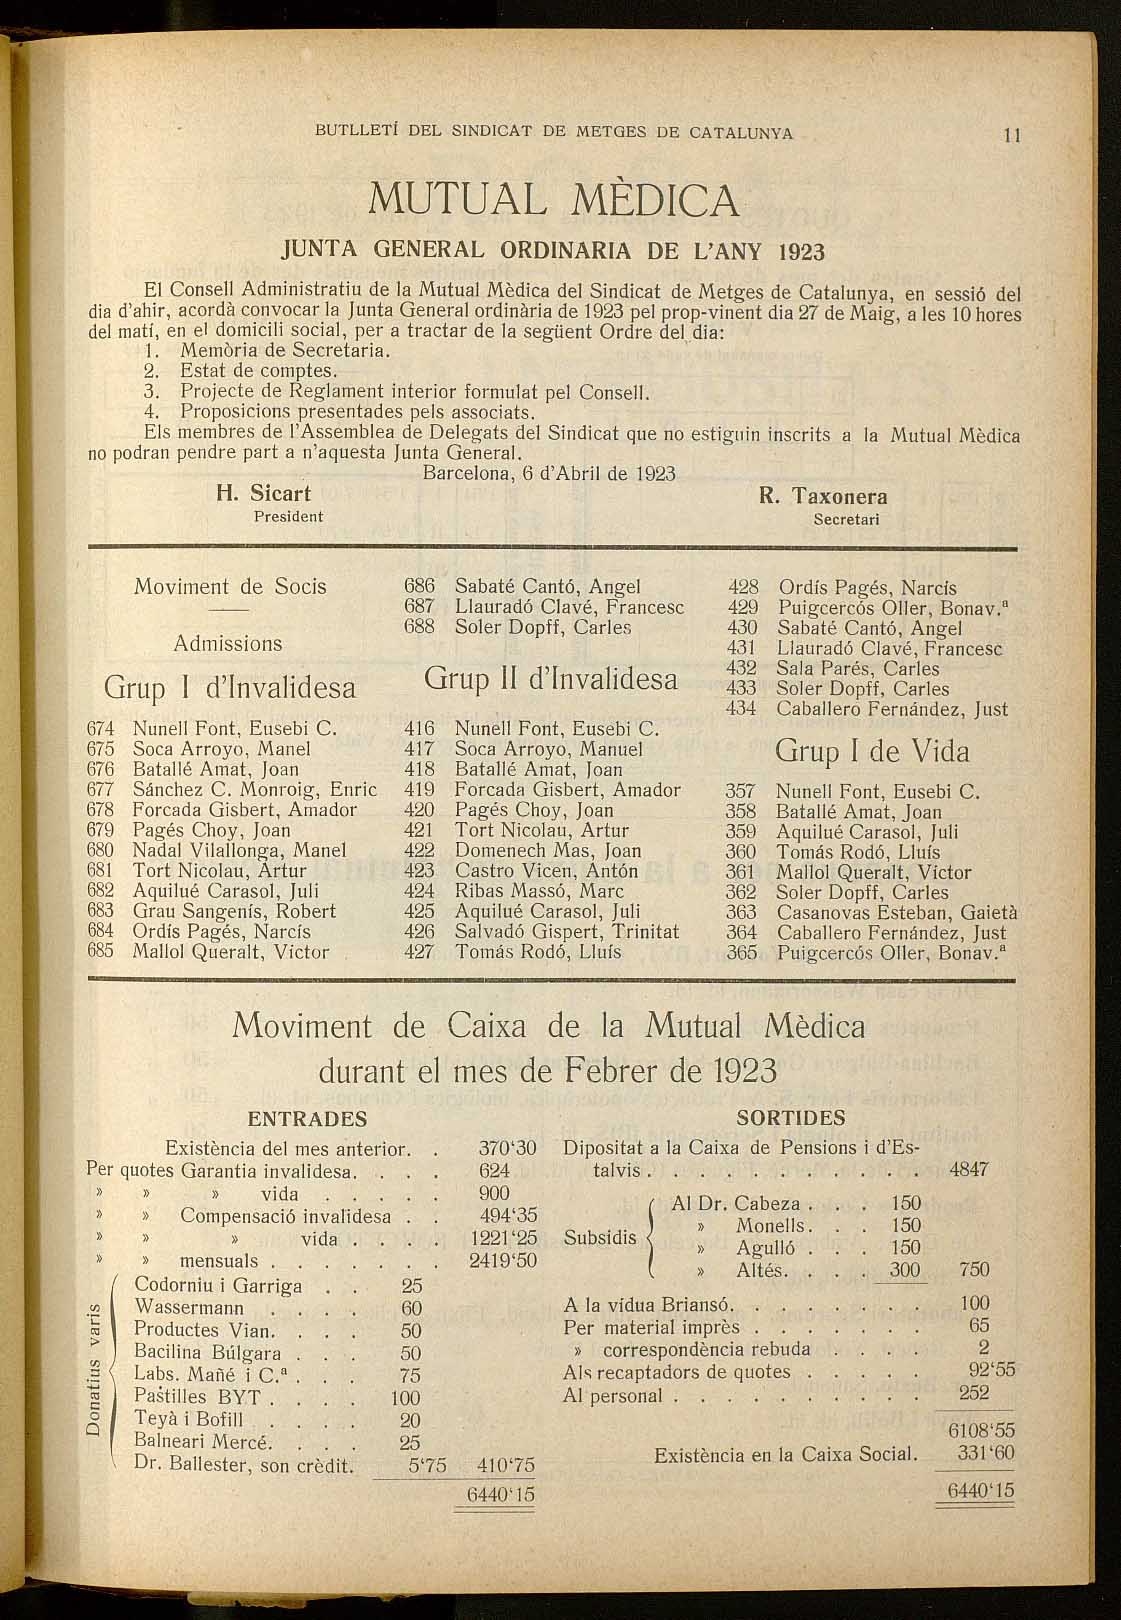 BUTLLETÍ DEL SINDICAT DE METGES DE CATALUNYA 11
MUTUAL MÈDICA
JUNTA GENERAL ORDINARIA DE L'ANY 1923
El Consell Administratiu de la Mutual Mèdica del Sindicat de Metges de Catalunya, en sessió del
dia d'ahir, acordà convocar la Junta General ordinària de 1923 pel prop-vinent dia 27 de Maig, a les 10 hores
del matí, en el domicili social, per a tractar de la següent Ordre del dia:
1. Memòria de Secretaria.
2. Estat de comptes.
3. Projecte de Reglament interior formulat pel Consell.
4. Proposicions presentades pels associats.
Els membres de l'Assemblea de Delegats del Sindicat que no estiguin inscrits a la Mutual Mèdica
no podran pendre part a n'aquesta Junta General.
Barcelona, 6 d'Abril de 1923
H. Sicart
President
R. Taxonera
Secretari
Moviment de Socis
Admissions
Grup I d'Invalidesa
674 Nunell Font, Eusebi C.
675 Soca Arroyo, Manel
676 Batallé Amat, Joan
677 Sánchez C. Monroig, Enric
678 Forcada Gisbert, Amador
679 Pagés Choy, Joan
680 Nadal Vilallonga, Manel
681 Tort Nicolau, Artur
682 Aquilué Carasol, Juli
683 Grau Sangenís, Robert
684 Ordís Pagés, Narcís
685 Mallol Queralt, Víctor
686 Sabaté Cantó, Angel
687 Llauradó Clavé, Francesc
688 Soler Dopff, Carles
Grup II d'Invalidesa
416 Nunell Font, Eusebi C.
417 Soca Arroyo, Manuel
418 Batallé Amat, Joan
419 Forcada Gisbert, Amador
420 Pagés Choy, Joan
421 Tort Nicolau, Artur
422 Domenech Mas, Joan
423 Castro Vicen, Antón
424 Ribas Massó, Marc
425 Aquilué Carasol, Juli
426 Salvadó Gispert, Trinitat
427 Tomás Rodó, Lluís
428 Ordís Pagés, Narcís
429 Puigcercós Oller, Bonav.ª
430 Sabaté Cantó, Angel
431 Llauradó Clavé, Francesc
432 Sala Parés, Carles
433 Soler Dopff, Carles
434 Caballero Fernández, Just
Grup I de Vida
357 Nunell Font, Eusebi C.
358 Batallé Amat, Joan
359 Aquilué Carasol, Juli
360 Tomás Rodó, Lluís
361 Mallol Queralt, Víctor
362 Soler Dopff, Carles
363 Casanovas Esteban, Gaietà
364 Caballero Fernández, Just
365 Puigcercós Oller, Bonav.ª
Moviment de Caixa de la Mutual Mèdica
durant el mes de Febrer de 1923
ENTRADES
Existència del mes anterior. . 370'30
Per quotes Garantia invalidesa. . . . 624
» » » vida . . . . . 900
» » Compensació invalidesa . . 494'35
» » » vida . . . . 1221'25
» » mensuals . . . . . . . 2419'50
Donatius varis
Codorniu i Garriga . . 25
Wassermann . . . . 60
Productes Vian. . . . 50
Bacilina Búlgara . . . 50
Labs. Mañé i C.ª . . . 75
Pastilles BYT . . . . 100
Teyà i Bofill . . . . 20
Balneari Mercé. . . . 25
Dr. Ballester, son crèdit. 5'75 410'75
6440'15
SORTIDES
Dipositat a la Caixa de Pensions i d'Es-
talvis . . . . . . . . . . . 4847
Subsidis
Al Dr. Cabeza . . . 150
» Monells. . . 150
» Agulló . . . 150
» Altés. . . . 300 750
A la vídua Briansó. . . . . . . . 100
Per material imprès . . . . . . . 65
» correspondència rebuda . . . . 2
Als recaptadors de quotes . . . . . 92'55
Al personal . . . . . . . . . . 252
6108'55
Existència en la Caixa Social. 331'60
6440'15